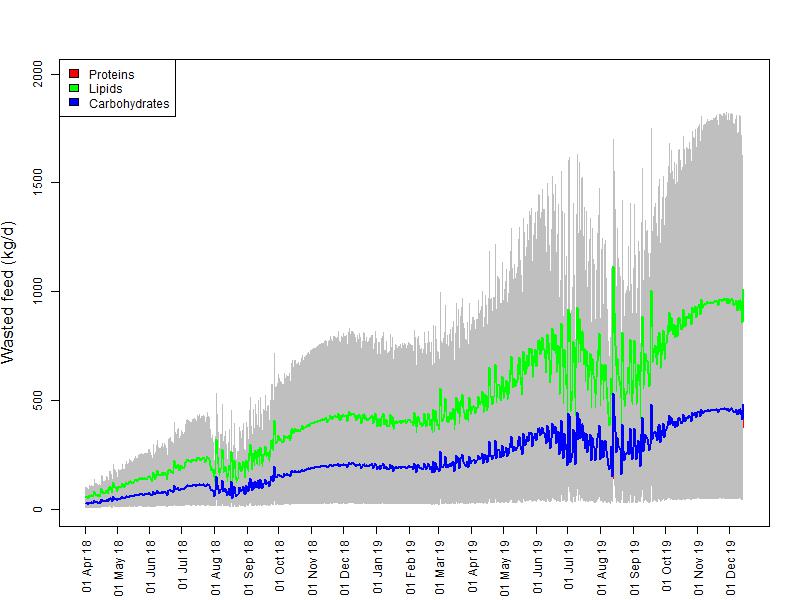 Proteins
Lipids
Carbohydrates
Wasted feed (kg/d)
2000
1500
1000
500
0
01 Apr 18
01 May 18
01 Jun 18
01 Jul 18
01 Aug 18
01 Sep 18
01 Oct 18
01 Nov 18
01 Dec 18
01 Jan 19
01 Feb 19
01 Mar 19
01 Apr 19
01 May 19
01 Jun 19
01 Jul 19
01 Aug 19
01 Sep 19
01 Oct 19
01 Nov 19
01 Dec 19